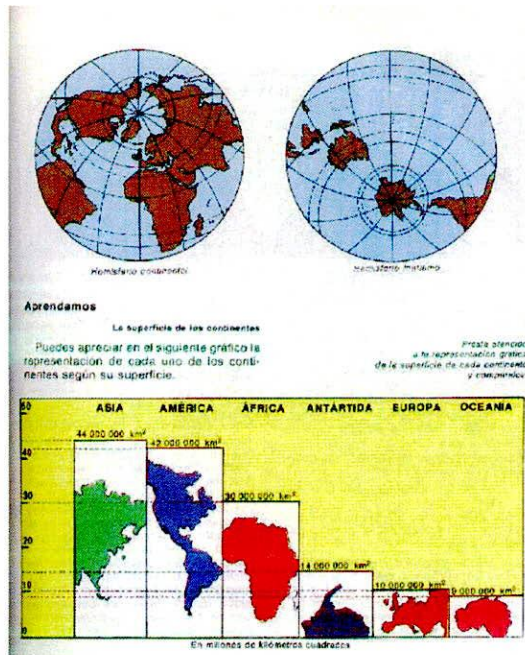 Hemisferio continental
Hemisferio marítimo
Aprendamos
La superficie de los continentes
Puedes apreciar en el siguiente gráfico la
representación de cada uno de los conti-
nentes según su superficie.
Presta atención
a la representación gráfica
de la superficie de cada continente
y compáralos
50
40
30
20
10
0
ASIA
AMÉRICA
ÁFRICA
ANTÁRTIDA
EUROPA
OCEANÍA
44 000 000 km²
42 000 000 km²
30 000 000 km²
14 000 000 km²
10 000 000 km²
9 000 000 km²
En millones de kilómetros cuadrados